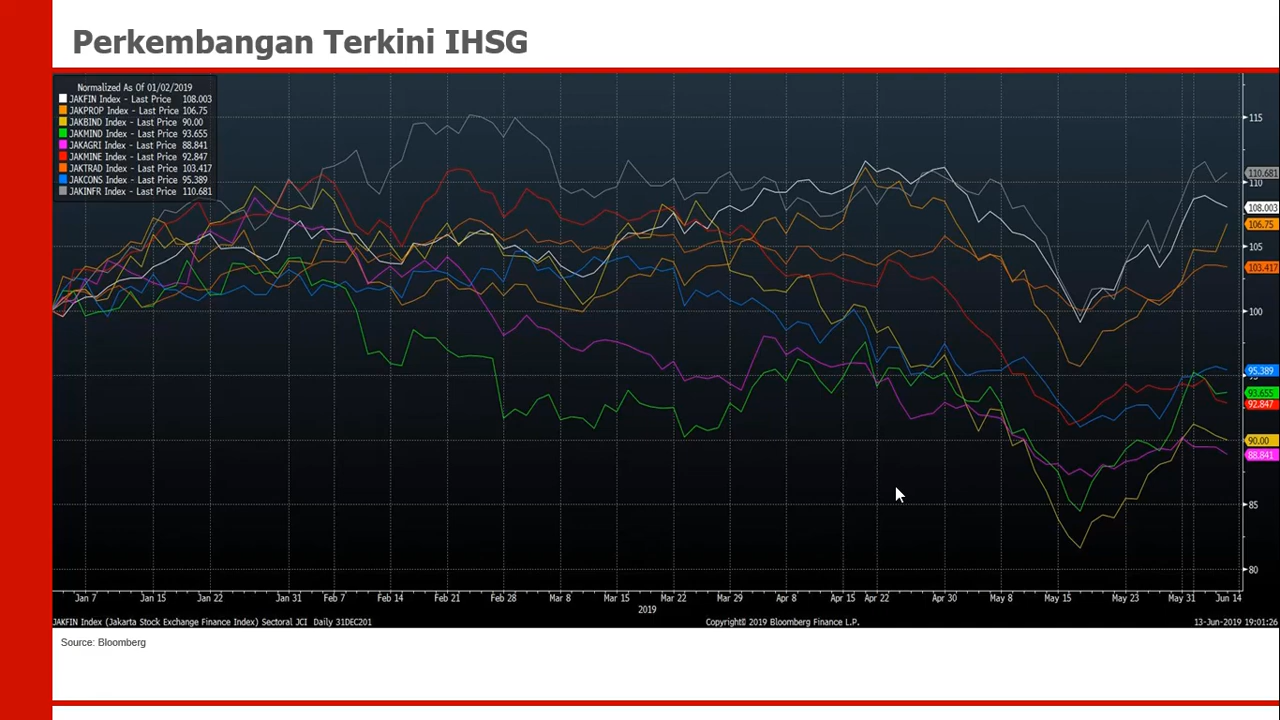 Perkembangan Terkini IHSG
Normalized As Of 01/02/2019
JAKFIN Index - Last Price 108.003
JAKPROP Index - Last Price 106.75
JAKBIND Index - Last Price 90.00
JAKMIND Index - Last Price 93.655
JAKAGRI Index - Last Price 88.841
JAKMINE Index - Last Price 92.847
JAKTRAD Index - Last Price 103.417
JAKCONS Index - Last Price 95.389
JAKINFR Index - Last Price 110.681
115
110.681
110
108.003
106.75
105
103.417
100
95.389
95
93.655
92.847
90.00
88.841
85
80
Jan 7 Jan 15 Jan 22 Jan 31 Feb 7 Feb 14 Feb 21 Feb 28 Mar 8 Mar 15 Mar 22 Mar 29 Apr 8 Apr 15 Apr 22 Apr 30 May 8 May 15 May 23 May 31 Jun 14
2019
JAKFIN Index (Jakarta Stock Exchange Finance Index) Sectoral JCI Daily 31DEC201 Copyright© 2019 Bloomberg Finance L.P. 13-Jun-2019 19:01:26
Source: Bloomberg